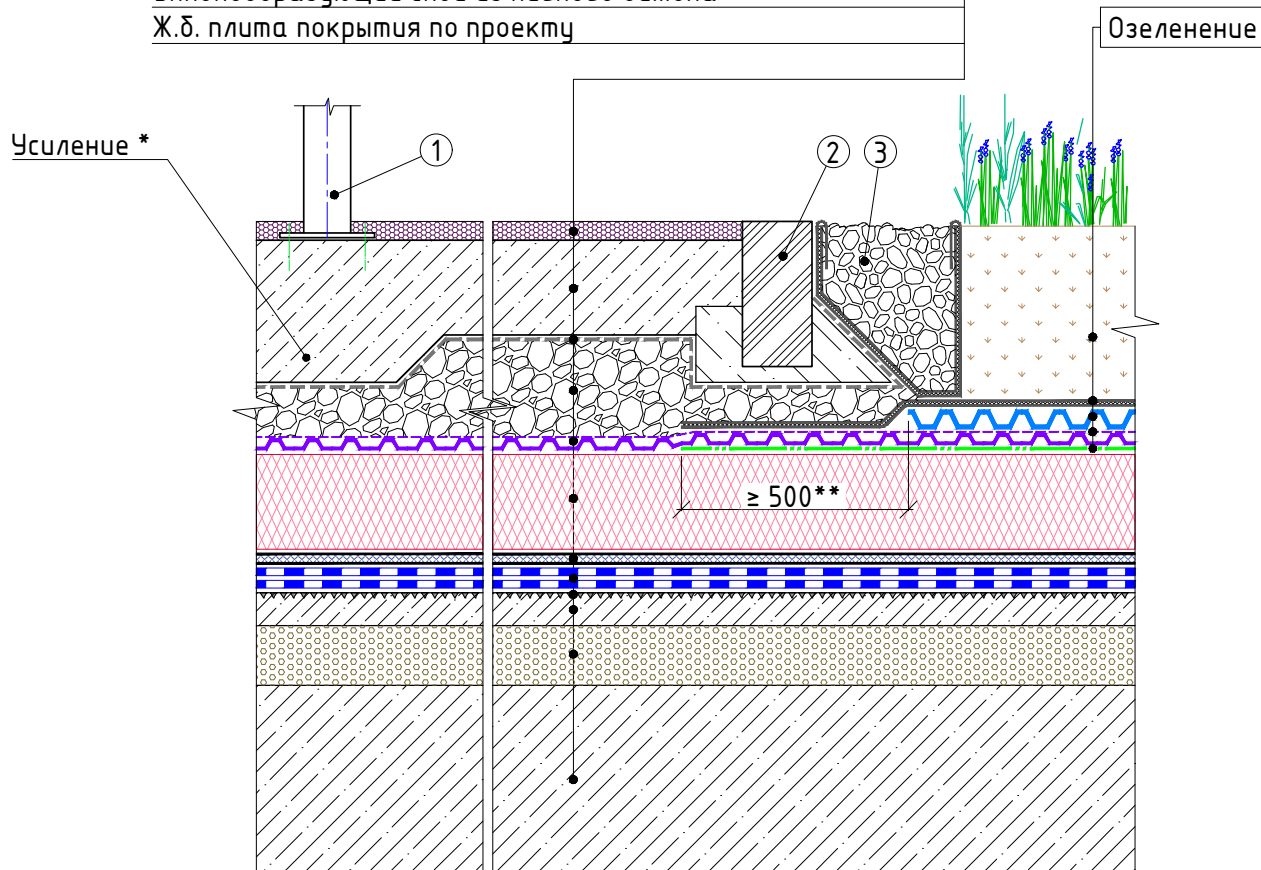 Ж.б. плита покрытия по проекту
Озеленение
Усиление *
1
2
3
≥ 500**